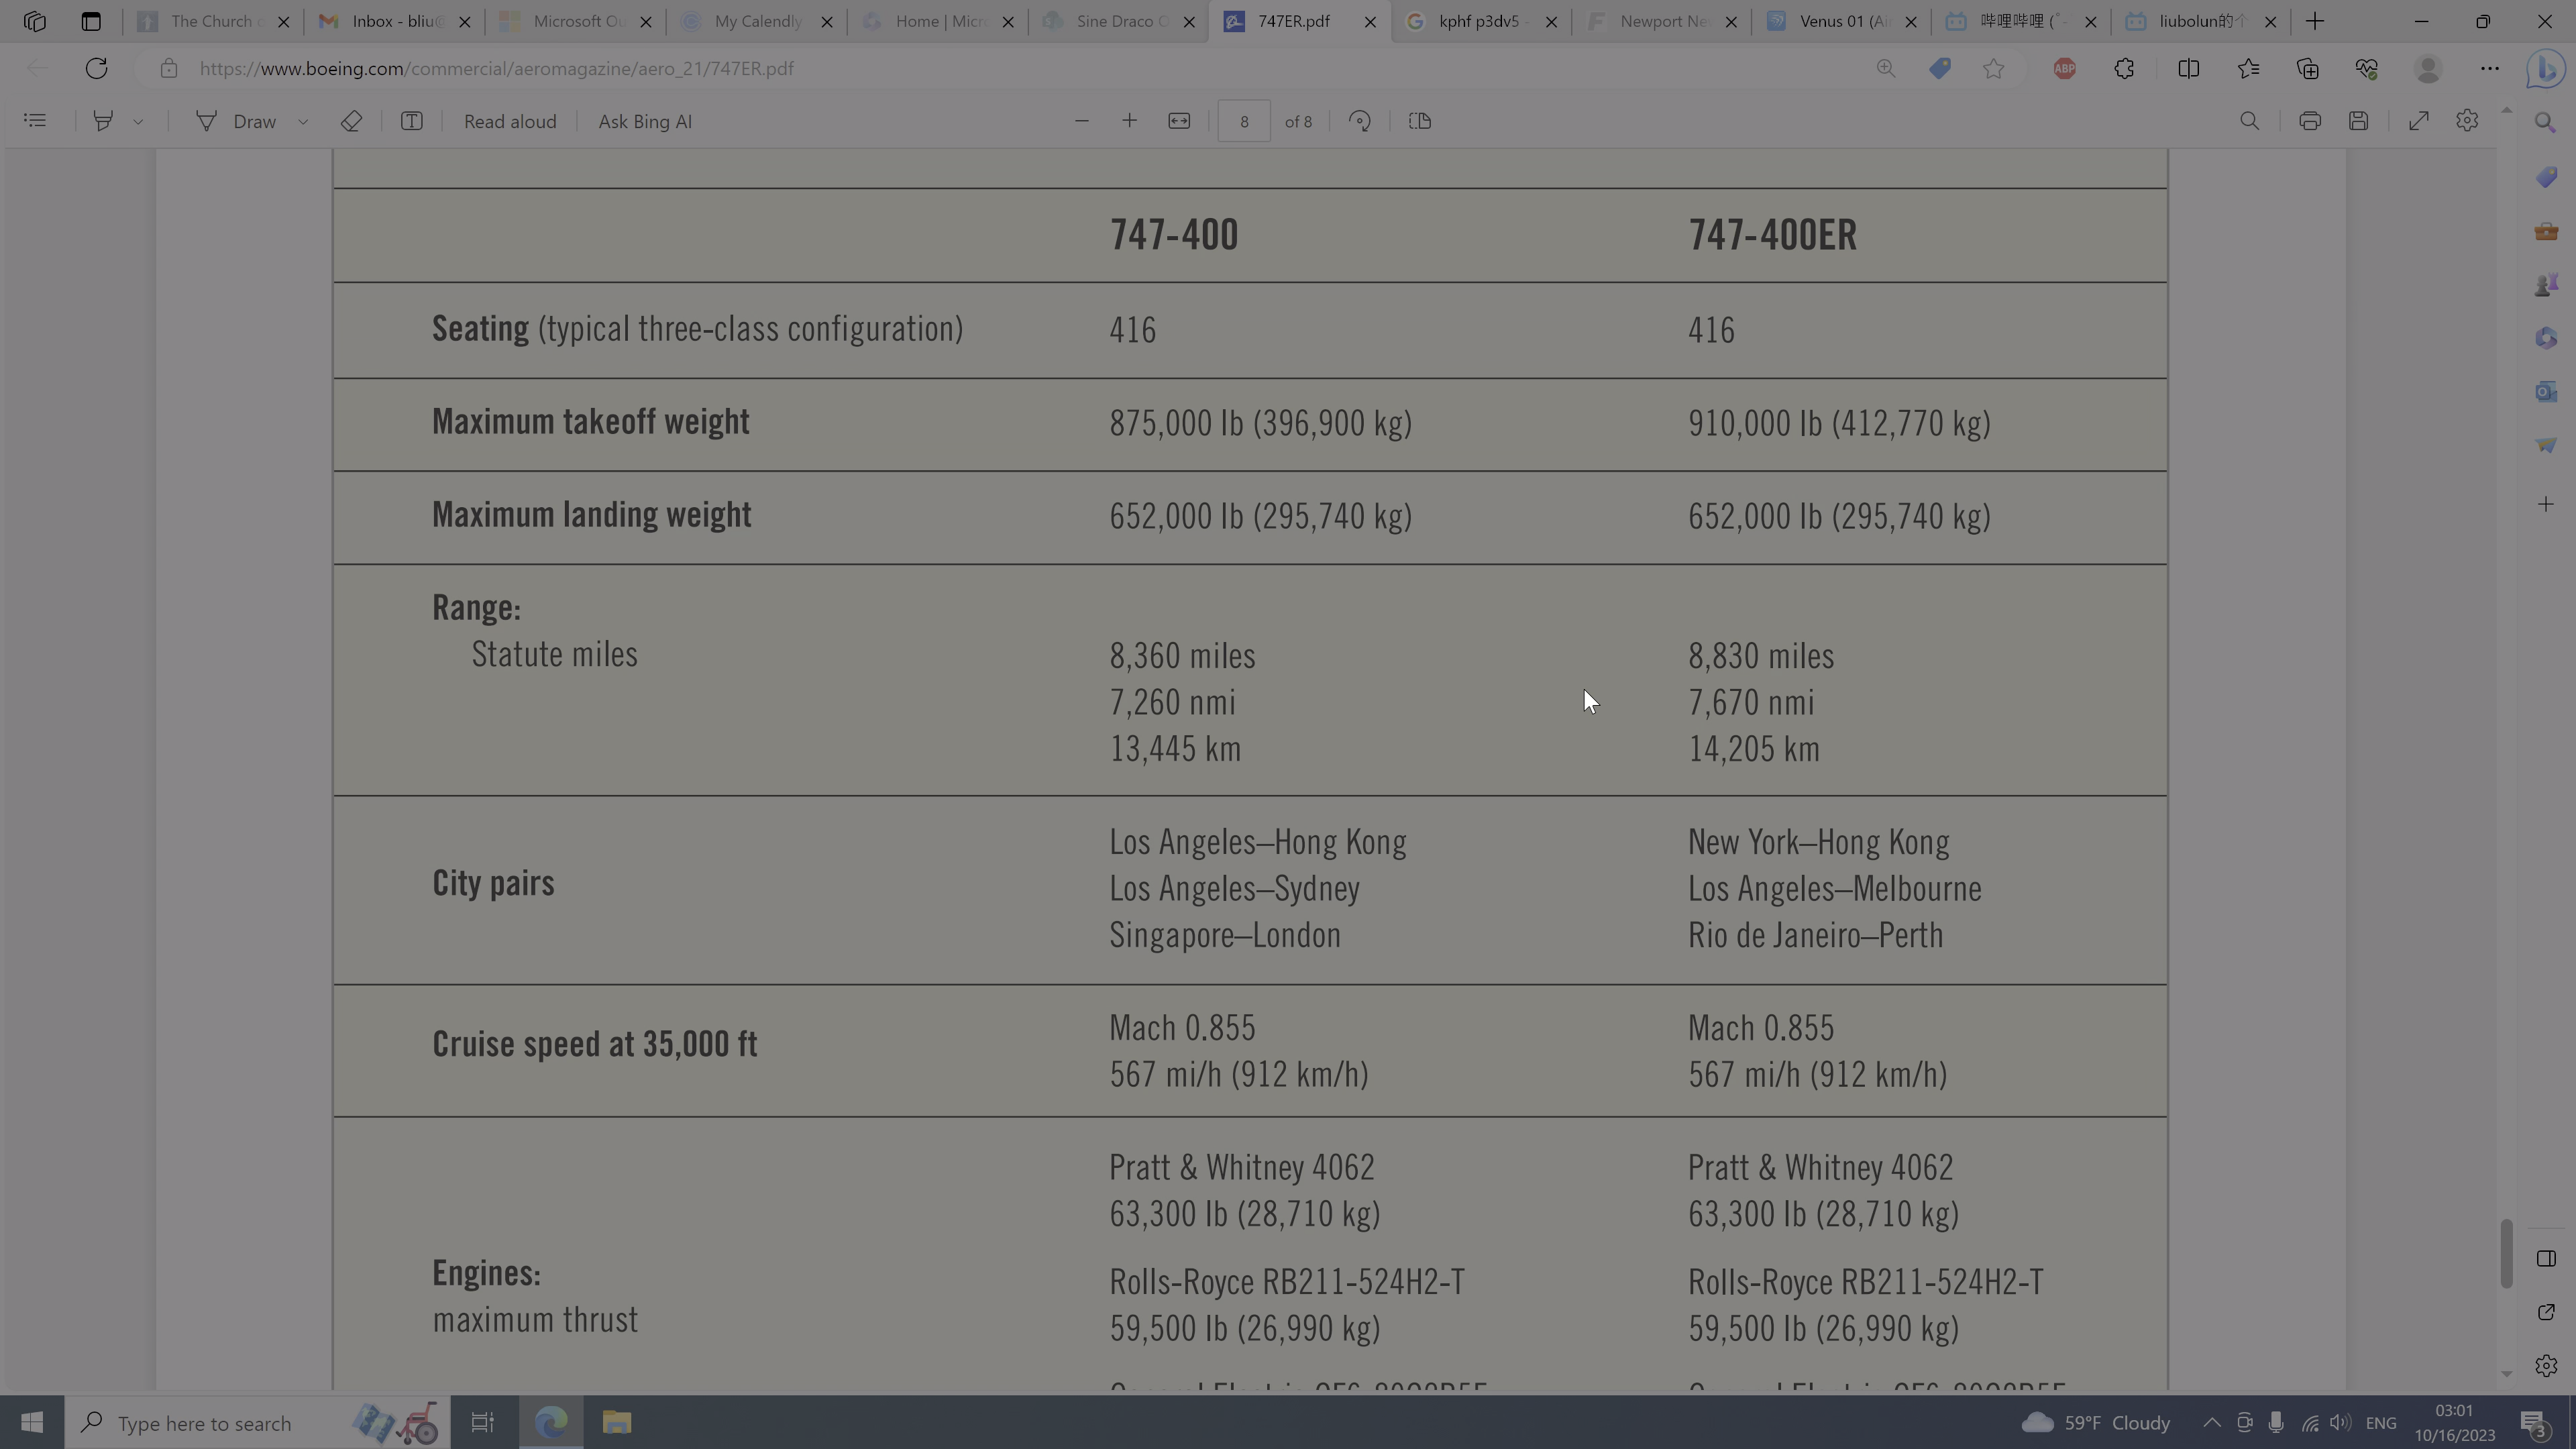 The Church
Inbox - bliu@
Microsoft Ou
My Calendly
Home | Micro
Sine Draco
747ER.pdf
kphf p3dv5 -
Newport Ne
Venus 01 (Ai
哔哩哔哩 (゜-
liubolun的个
https://www.boeing.com/commercial/aeromagazine/aero_21/747ER.pdf
ABP
Draw
Read aloud
Ask Bing AI
8 of 8
747-400 747-400ER
Seating (typical three-class configuration) 416 416
Maximum takeoff weight 875,000 lb (396,900 kg) 910,000 lb (412,770 kg)
Maximum landing weight 652,000 lb (295,740 kg) 652,000 lb (295,740 kg)
Range:
Statute miles 8,360 miles 8,830 miles
7,260 nmi 7,670 nmi
13,445 km 14,205 km
Los Angeles–Hong Kong New York–Hong Kong
City pairs Los Angeles–Sydney Los Angeles–Melbourne
Singapore–London Rio de Janeiro–Perth
Mach 0.855 Mach 0.855
Cruise speed at 35,000 ft
567 mi/h (912 km/h) 567 mi/h (912 km/h)
Pratt & Whitney 4062 Pratt & Whitney 4062
63,300 lb (28,710 kg) 63,300 lb (28,710 kg)
Engines: Rolls-Royce RB211-524H2-T Rolls-Royce RB211-524H2-T
maximum thrust 59,500 lb (26,990 kg) 59,500 lb (26,990 kg)
Type here to search
59°F Cloudy
ENG
03:01
10/16/2023
3